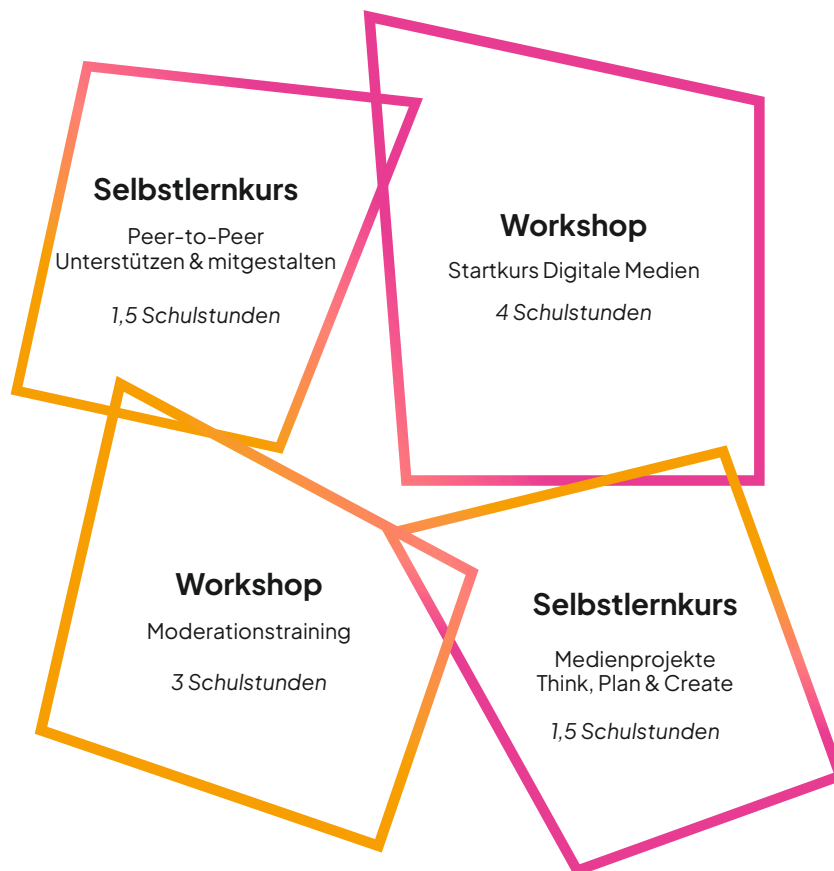 Selbstlernkurs
Peer-to-Peer
Unterstützen & mitgestalten
1,5 Schulstunden
Workshop
Startkurs Digitale Medien
4 Schulstunden
Workshop
Moderationstraining
3 Schulstunden
Selbstlernkurs
Medienprojekte
Think, Plan & Create
1,5 Schulstunden